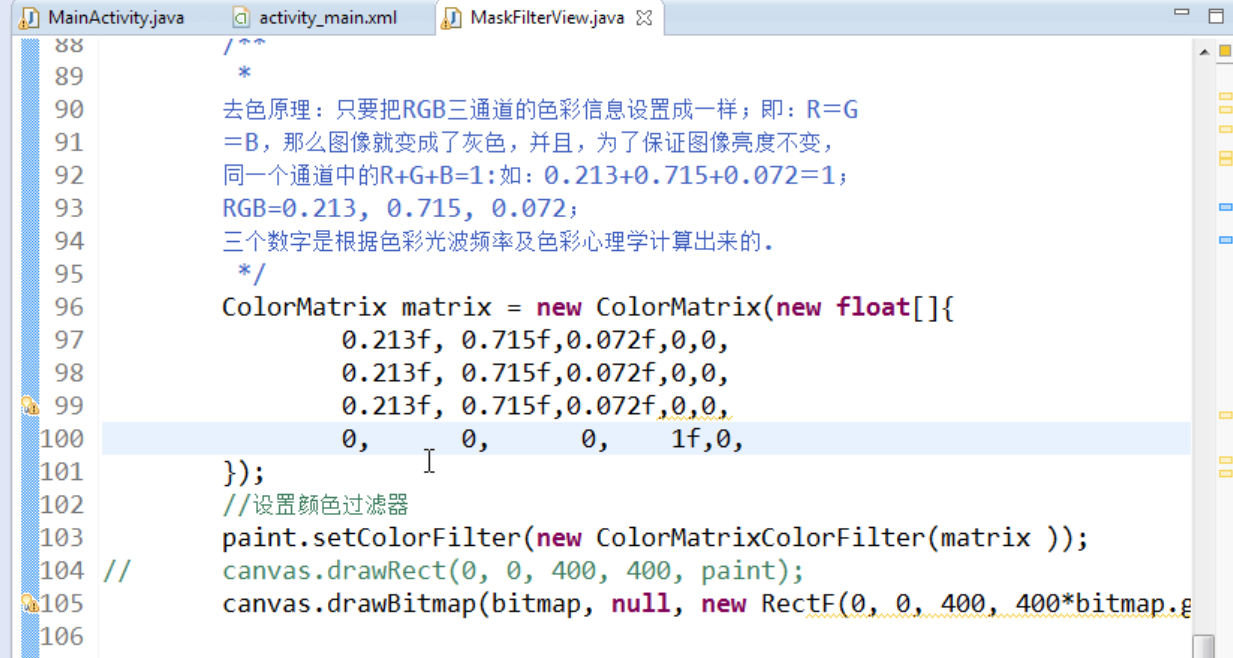 MainActivity.java activity_main.xml MaskFilterView.java
88 /**
89 *
90 去色原理：只要把RGB三通道的色彩信息设置成一样；即：R＝G
91 ＝B，那么图像就变成了灰色，并且，为了保证图像亮度不变，
92 同一个通道中的R+G+B=1:如：0.213+0.715+0.072＝1；
93 RGB=0.213, 0.715, 0.072；
94 三个数字是根据色彩光波频率及色彩心理学计算出来的.
95 */
96 ColorMatrix matrix = new ColorMatrix(new float[]{
97 0.213f, 0.715f,0.072f,0,0,
98 0.213f, 0.715f,0.072f,0,0,
99 0.213f, 0.715f,0.072f,0,0,
100 0, 0, 0, 1f,0,
101 });
102 //设置颜色过滤器
103 paint.setColorFilter(new ColorMatrixColorFilter(matrix ));
104 // canvas.drawRect(0, 0, 400, 400, paint);
105 canvas.drawBitmap(bitmap, null, new RectF(0, 0, 400, 400*bitmap.g
106